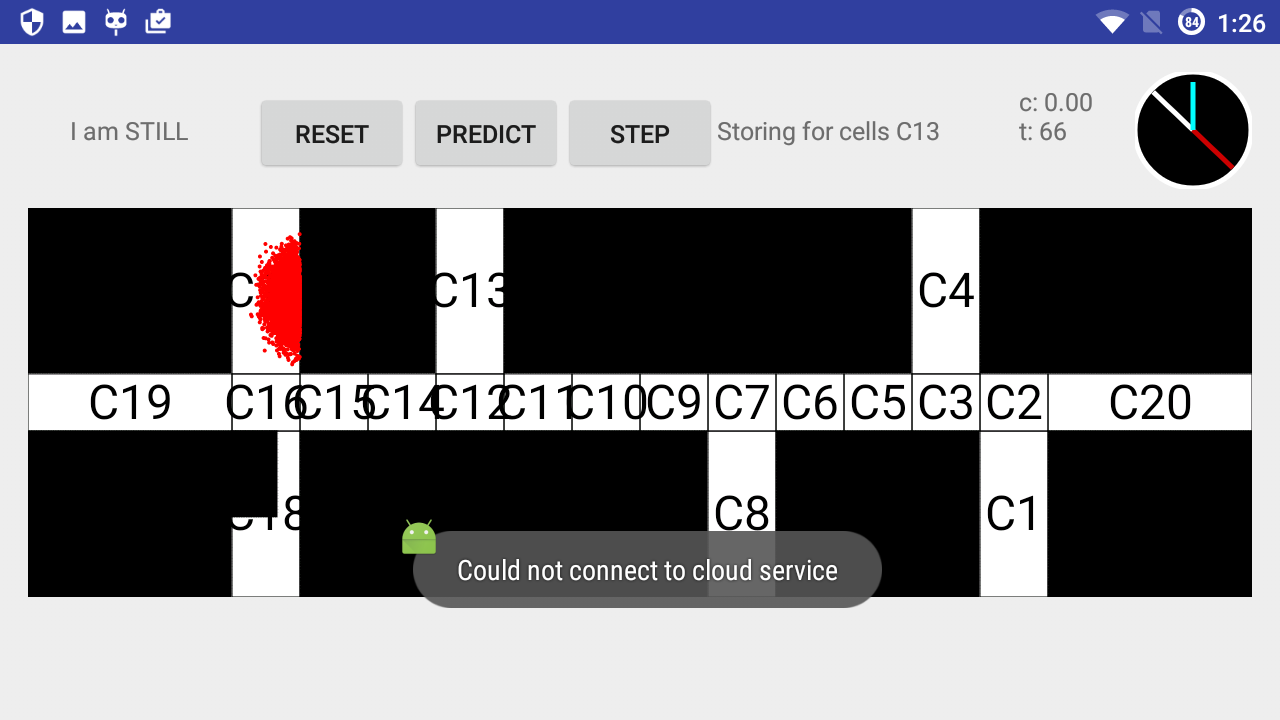 84 1:26
I am STILL
RESET
PREDICT
STEP
Storing for cells C13
c: 0.00
t: 66
C13
C4
C19
C16
C15
C14
C12
C11
C10
C9
C7
C6
C5
C3
C2
C20
C18
C8
C1
Could not connect to cloud service